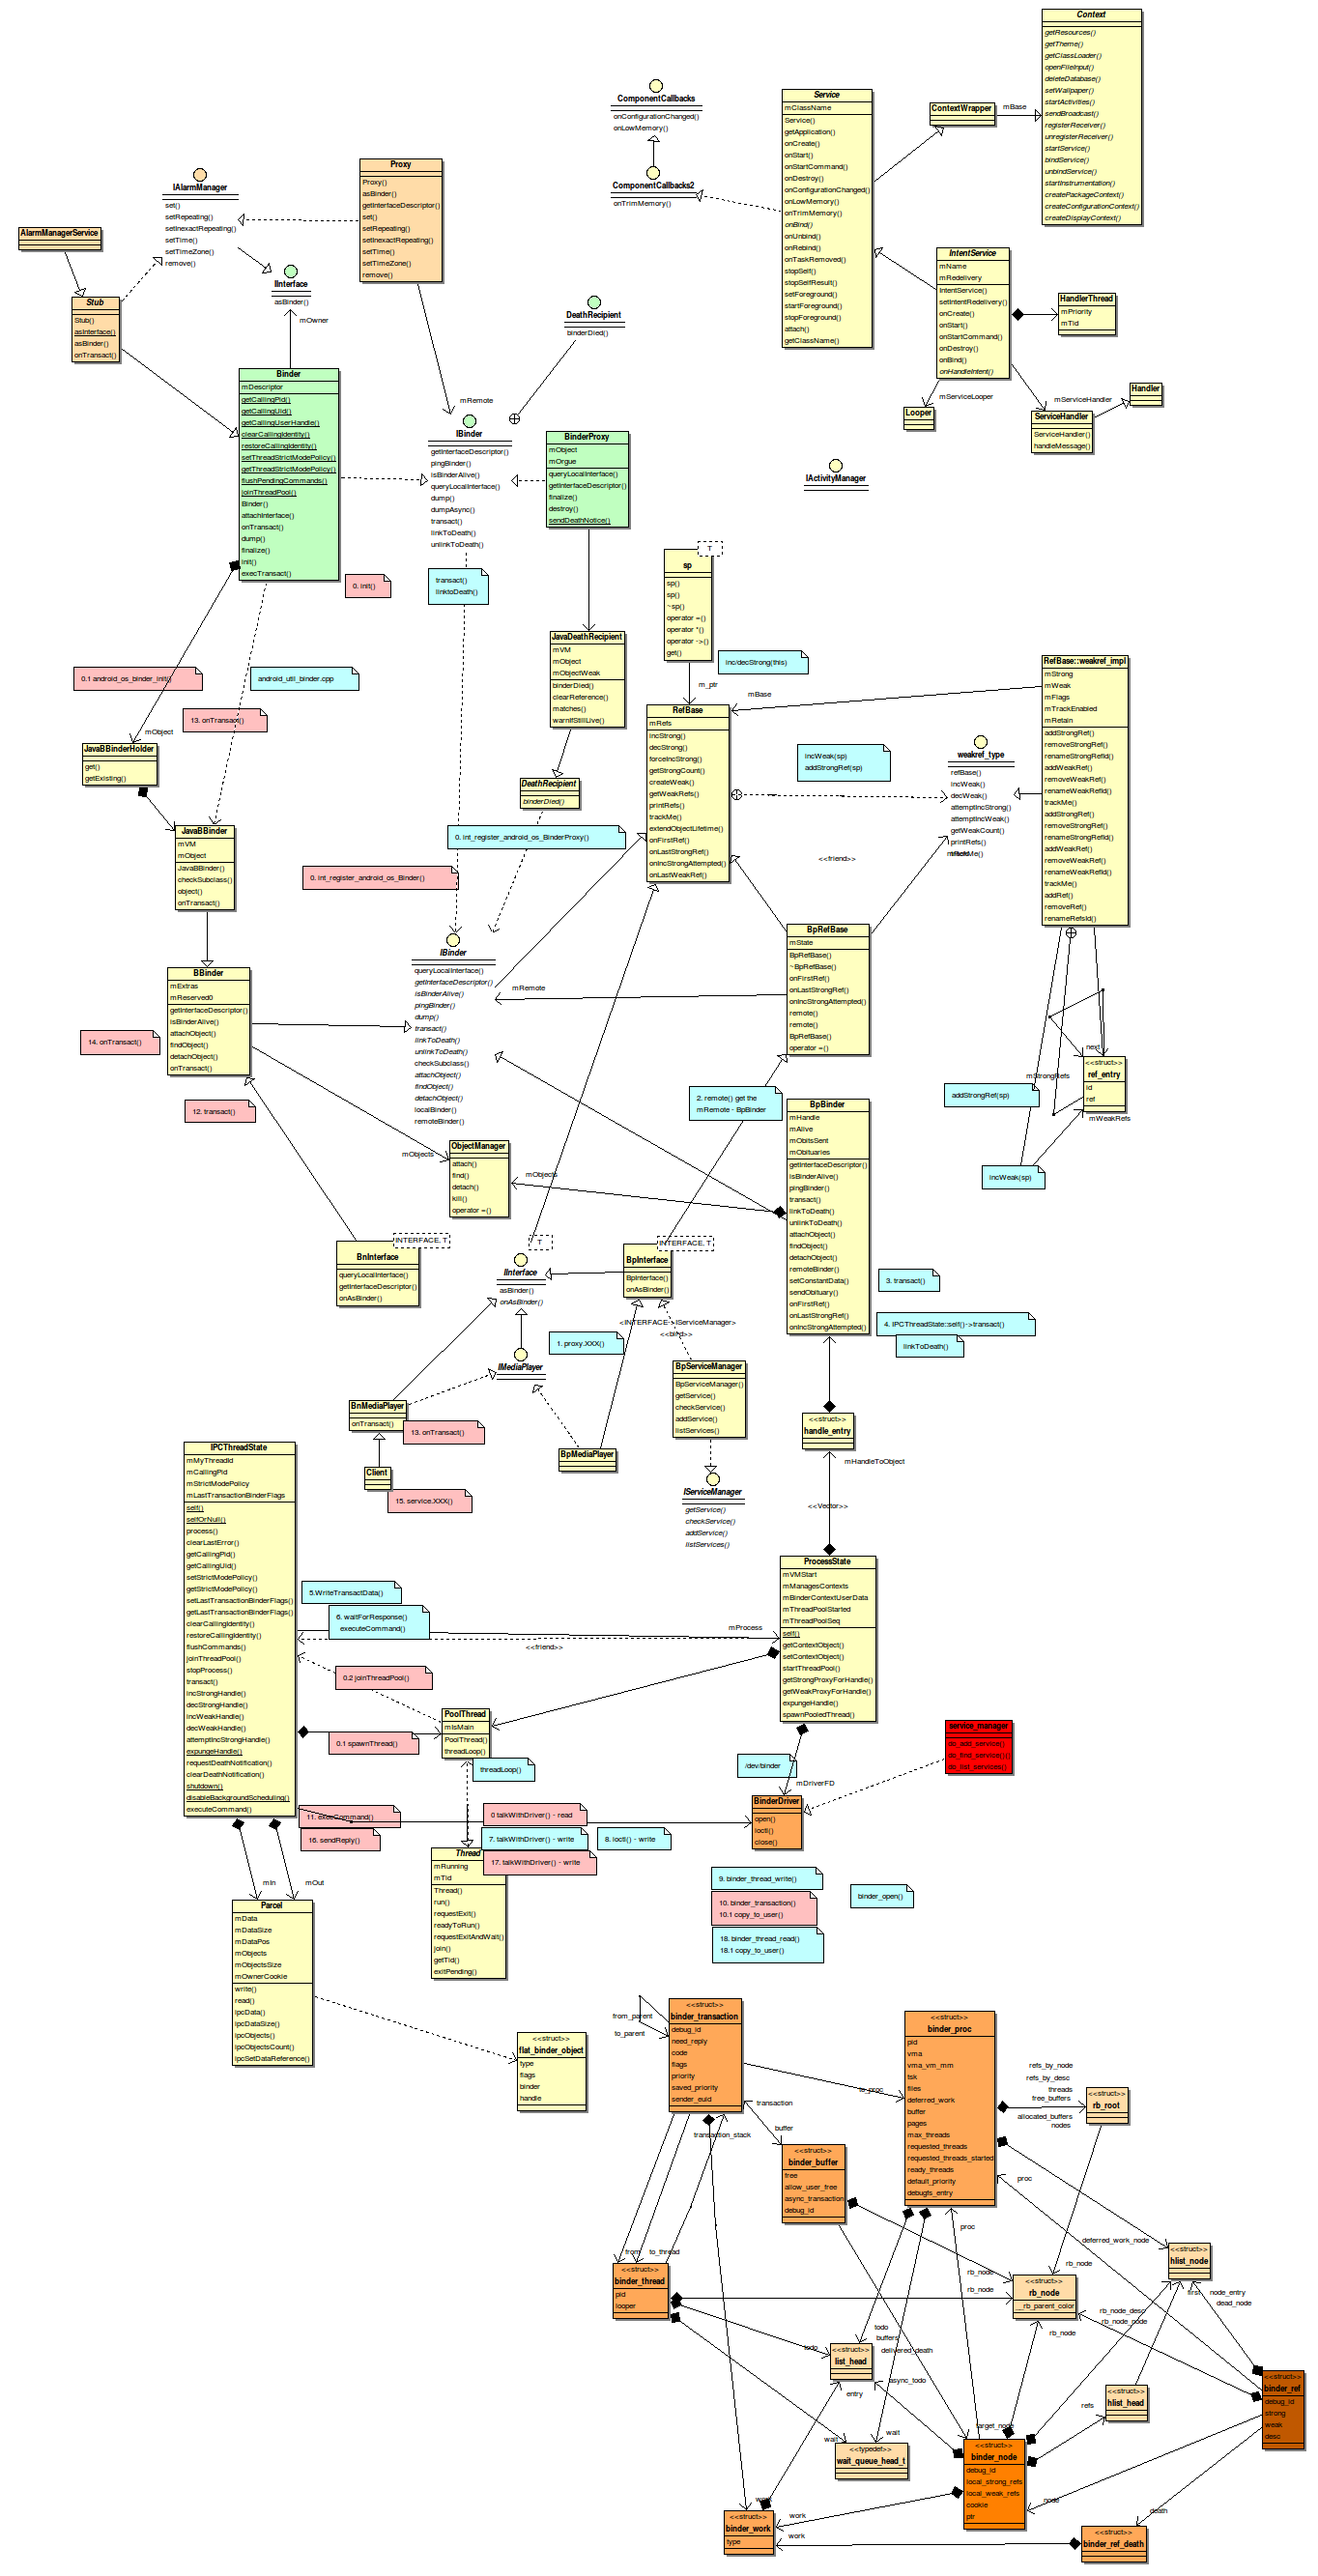 Context
getResources()
getTheme()
getClassLoader()
openFileInput()
deleteDatabase()
setWallpaper()
startActivities()
sendBroadcast()
registerReceiver()
unregisterReceiver()
startService()
bindService()
unbindService()
startInstrumentation()
createPackageContext()
createConfigurationContext()
createDisplayContext()
ComponentCallbacks
onConfigurationChanged()
onLowMemory()
ComponentCallbacks2
onTrimMemory()
Service
mClassName
Service()
getApplication()
onCreate()
onStart()
onStartCommand()
onDestroy()
onConfigurationChanged()
onLowMemory()
onTrimMemory()
onBind()
onUnbind()
onRebind()
onTaskRemoved()
stopSelf()
stopSelfResult()
setForeground()
startForeground()
stopForeground()
attach()
getClassName()
ContextWrapper
mBase
IntentService
mName
mRedelivery
IntentService()
setIntentRedelivery()
onCreate()
onStart()
onStartCommand()
onDestroy()
onBind()
onHandleIntent()
HandlerThread
mPriority
mTid
mServiceLooper
Looper
mServiceHandler
Handler
ServiceHandler
ServiceHandler()
handleMessage()
IActivityManager
IAlarmManager
set()
setRepeating()
setInexactRepeating()
setTime()
setTimeZone()
remove()
Proxy
Proxy()
asBinder()
getInterfaceDescriptor()
set()
setRepeating()
setInexactRepeating()
setTime()
setTimeZone()
remove()
AlarmManagerService
Stub
Stub()
asInterface()
asBinder()
onTransact()
IInterface
asBinder()
mOwner
DeathRecipient
binderDied()
Binder
mDescriptor
getCallingPid()
getCallingUid()
getCallingUserHandle()
clearCallingIdentity()
restoreCallingIdentity()
setThreadStrictModePolicy()
getThreadStrictModePolicy()
flushPendingCommands()
joinThreadPool()
Binder()
attachInterface()
onTransact()
dump()
finalize()
init()
execTransact()
mRemote
IBinder
getInterfaceDescriptor()
pingBinder()
isBinderAlive()
queryLocalInterface()
dump()
dumpAsync()
transact()
linkToDeath()
unlinkToDeath()
BinderProxy
mObject
mOrgue
queryLocalInterface()
getInterfaceDescriptor()
finalize()
destroy()
sendDeathNotice()
0. init()
transact()
linktoDeath()
T
sp
sp()
sp()
~sp()
operator =()
operator *()
operator ->()
get()
inc/decStrong(this)
m_ptr
JavaDeathRecipient
mVM
mObject
mObjectWeak
binderDied()
clearReference()
matches()
warnIfStillLive()
0.1 android_os_binder_init()
android_util_binder.cpp
13. onTransact()
mObject
JavaBBinderHolder
get()
getExisting()
JavaBBinder
mVM
mObject
JavaBBinder()
checkSubclass()
object()
onTransact()
DeathRecipient
binderDied()
0. int_register_android_os_BinderProxy()
0. int_register_android_os_Binder()
RefBase
mRefs
incStrong()
decStrong()
forceIncStrong()
getStrongCount()
createWeak()
getWeakRefs()
printRefs()
trackMe()
extendObjectLifetime()
onFirstRef()
onLastStrongRef()
onIncStrongAttempted()
onLastWeakRef()
mBase
incWeak(sp)
addStrongRef(sp)
weakref_type
refBase()
incWeak()
decWeak()
attemptIncStrong()
attemptIncWeak()
getWeakCount()
printRefs()
trackMe()
<<friend>>
RefBase::weakref_impl
mStrong
mWeak
mFlags
mTrackEnabled
mRetain
addStrongRef()
removeStrongRef()
renameStrongRefId()
addWeakRef()
removeWeakRef()
renameWeakRefId()
trackMe()
addStrongRef()
removeStrongRef()
renameStrongRefId()
addWeakRef()
removeWeakRef()
renameWeakRefId()
trackMe()
addRef()
removeRef()
renameRefsId()
BpRefBase
mState
BpRefBase()
~BpRefBase()
onFirstRef()
onLastStrongRef()
onIncStrongAttempted()
remote()
remote()
BpRefBase()
operator =()
mRemote
next
mStrongRefs
<<struct>>
ref_entry
id
ref
mWeakRefs
addStrongRef(sp)
incWeak(sp)
BBinder
mExtras
mReserved0
getInterfaceDescriptor()
isBinderAlive()
attachObject()
findObject()
detachObject()
onTransact()
14. onTransact()
12. transact()
IBinder
queryLocalInterface()
getInterfaceDescriptor()
isBinderAlive()
pingBinder()
dump()
transact()
linkToDeath()
unlinkToDeath()
checkSubclass()
attachObject()
findObject()
detachObject()
localBinder()
remoteBinder()
2. remote() get the
mRemote - BpBinder
BpBinder
mHandle
mAlive
mObitsSent
mObituaries
getInterfaceDescriptor()
isBinderAlive()
pingBinder()
transact()
linkToDeath()
unlinkToDeath()
attachObject()
findObject()
detachObject()
remoteBinder()
setConstantData()
sendObituary()
onFirstRef()
onLastStrongRef()
onIncStrongAttempted()
mObjects
ObjectManager
attach()
find()
detach()
kill()
operator =()
mObjects
INTERFACE, T
BnInterface
queryLocalInterface()
getInterfaceDescriptor()
onAsBinder()
T
IInterface
asBinder()
onAsBinder()
INTERFACE, T
BpInterface
BpInterface()
onAsBinder()
<INTERFACE->IServiceManager>
<<bind>>
3. transact()
4. IPCThreadState::self()->transact()
linkToDeath()
1. proxy.XXX()
IMediaPlayer
BpServiceManager
BpServiceManager()
getService()
checkService()
addService()
listServices()
BnMediaPlayer
onTransact()
13. onTransact()
BpMediaPlayer
Client
15. service.XXX()
IServiceManager
getService()
checkService()
addService()
listServices()
<<struct>>
handle_entry
mHandleToObject
<<Vector>>
IPCThreadState
mMyThreadId
mCallingPid
mStrictModePolicy
mLastTransactionBinderFlags
self()
selfOrNull()
process()
clearLastError()
getCallingPid()
getCallingUid()
setStrictModePolicy()
getStrictModePolicy()
setLastTransactionBinderFlags()
getLastTransactionBinderFlags()
clearCallingIdentity()
restoreCallingIdentity()
flushCommands()
joinThreadPool()
stopProcess()
transact()
incStrongHandle()
decStrongHandle()
incWeakHandle()
decWeakHandle()
attemptIncStrongHandle()
expungeHandle()
requestDeathNotification()
clearDeathNotification()
shutdown()
disableBackgroundScheduling()
executeCommand()
5.WriteTransactData()
6. waitForResponse()
executeCommand()
mProcess
<<friend>>
0.2 joinThreadPool()
ProcessState
mVMStart
mManagesContexts
mBinderContextUserData
mThreadPoolStarted
mThreadPoolSeq
self()
getContextObject()
setContextObject()
startThreadPool()
getStrongProxyForHandle()
getWeakProxyForHandle()
expungeHandle()
spawnPooledThread()
PoolThread
mIsMain
PoolThread()
threadLoop()
0.1 spawnThread()
threadLoop()
service_manager
do_add_service()
do_find_service()
do_list_services()
/dev/binder
mDriverFD
BinderDriver
open()
ioctl()
close()
11. execCommand()
16. sendReply()
0 talkWithDriver() - read
7. talkWithDriver() - write
8. ioctl() - write
17. talkWithDriver() - write
Thread
mRunning
mTid
Thread()
run()
requestExit()
readyToRun()
requestExitAndWait()
join()
getTid()
exitPending()
9. binder_thread_write()
10. binder_transaction()
10.1 copy_to_user()
binder_open()
18. binder_thread_read()
18.1 copy_to_user()
mIn
mOut
Parcel
mData
mDataSize
mDataPos
mObjects
mObjectsSize
mOwnerCookie
write()
read()
ipcData()
ipcDataSize()
ipcObjects()
ipcObjectsCount()
ipcSetDataReference()
<<struct>>
flat_binder_object
type
flags
binder
handle
from_parent
to_parent
<<struct>>
binder_transaction
debug_id
need_reply
code
flags
priority
saved_priority
sender_euid
to_proc
<<struct>>
binder_proc
pid
vma
vma_vm_mm
tsk
files
deferred_work
buffer
pages
max_threads
requested_threads
requested_threads_started
ready_threads
default_priority
debugfs_entry
refs_by_node
refs_by_desc
threads
free_buffers
allocated_buffers
nodes
<<struct>>
rb_root
transaction
buffer
transaction_stack
<<struct>>
binder_buffer
free
allow_user_free
async_transaction
debug_id
proc
proc
deferred_work_node
<<struct>>
hlist_node
from
to_thread
<<struct>>
binder_thread
pid
looper
rb_node
rb_node
rb_node
<<struct>>
rb_node
__rb_parent_color
first
node_entry
dead_node
rb_node_desc
rb_node_node
rb_node
todo
todo
buffers
delivered_death
<<struct>>
list_head
async_todo
entry
<<struct>>
hlist_head
refs
<<struct>>
binder_ref
debug_id
strong
weak
desc
wait
wait
<<typedef>>
wait_queue_head_t
target_node
<<struct>>
binder_node
debug_id
local_strong_refs
local_weak_refs
cookie
ptr
node
death
work
work
work
<<struct>>
binder_work
type
<<struct>>
binder_ref_death